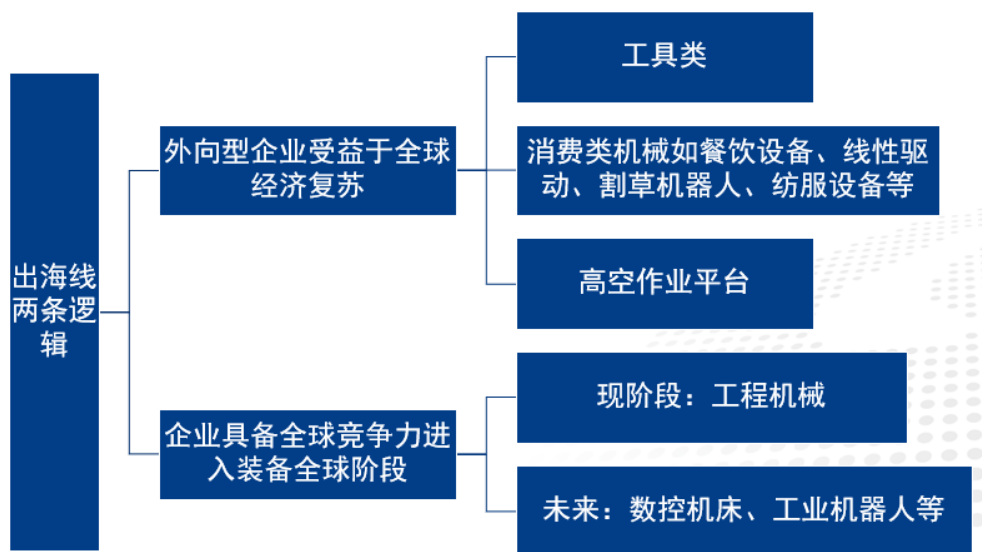 出海线
两条逻
辑
外向型企业受益于全球
经济复苏
工具类
消费类机械如餐饮设备、线性驱
动、割草机器人、纺服设备等
高空作业平台
企业具备全球竞争力进
入装备全球阶段
现阶段：工程机械
未来：数控机床、工业机器人等